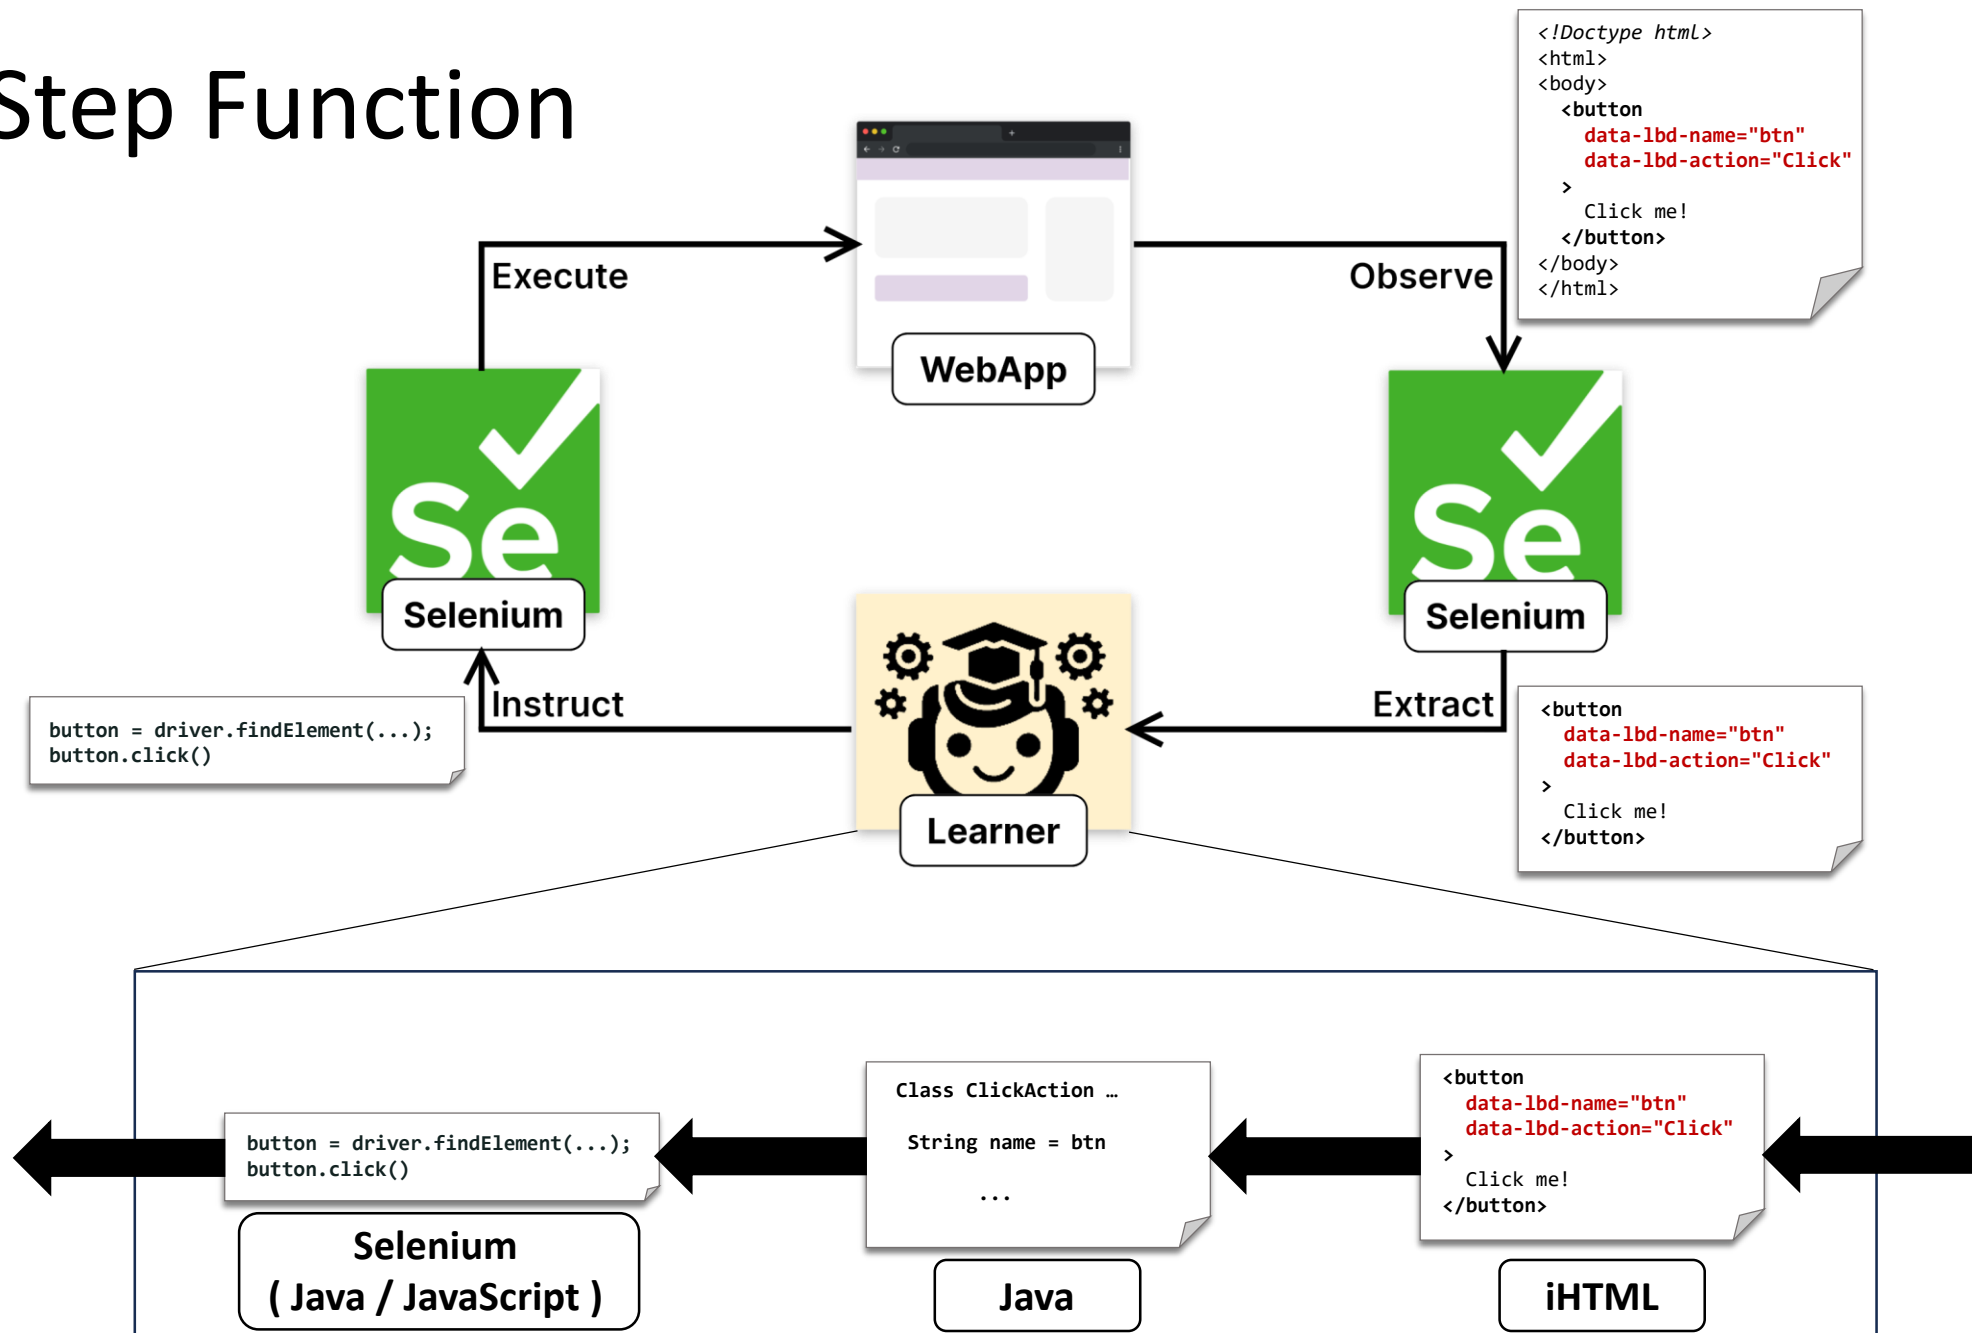 Step Function
<!Doctype html>
<html>
<body>
<button
data-lbd-name="btn"
data-lbd-action="Click"
>
Click me!
</button>
</body>
</html>
Execute
Observe
WebApp
Se
Selenium
Se
Selenium
Instruct
Extract
button = driver.findElement(...);
button.click()
Learner
<button
data-lbd-name="btn"
data-lbd-action="Click"
>
Click me!
</button>
button = driver.findElement(...);
button.click()
Selenium
( Java / JavaScript )
Class ClickAction …
String name = btn
...
Java
<button
data-lbd-name="btn"
data-lbd-action="Click"
>
Click me!
</button>
iHTML